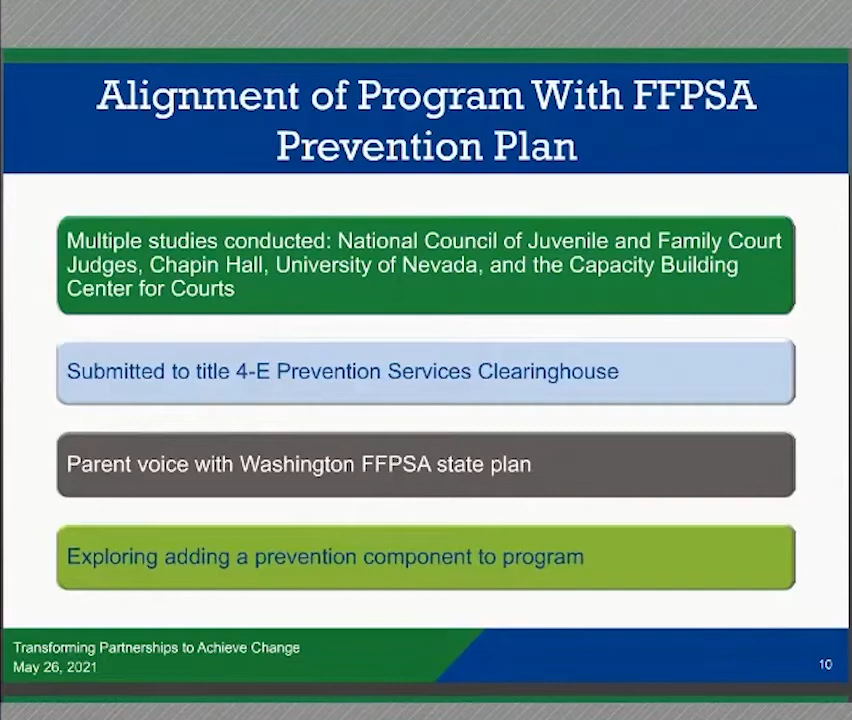 Alignment of Program With FFPSA
Prevention Plan
Multiple studies conducted: National Council of Juvenile and Family Court
Judges, Chapin Hall, University of Nevada, and the Capacity Building
Center for Courts
Submitted to title 4-E Prevention Services Clearinghouse
Parent voice with Washington FFPSA state plan
Exploring adding a prevention component to program
Transforming Partnerships to Achieve Change
May 26, 2021
10